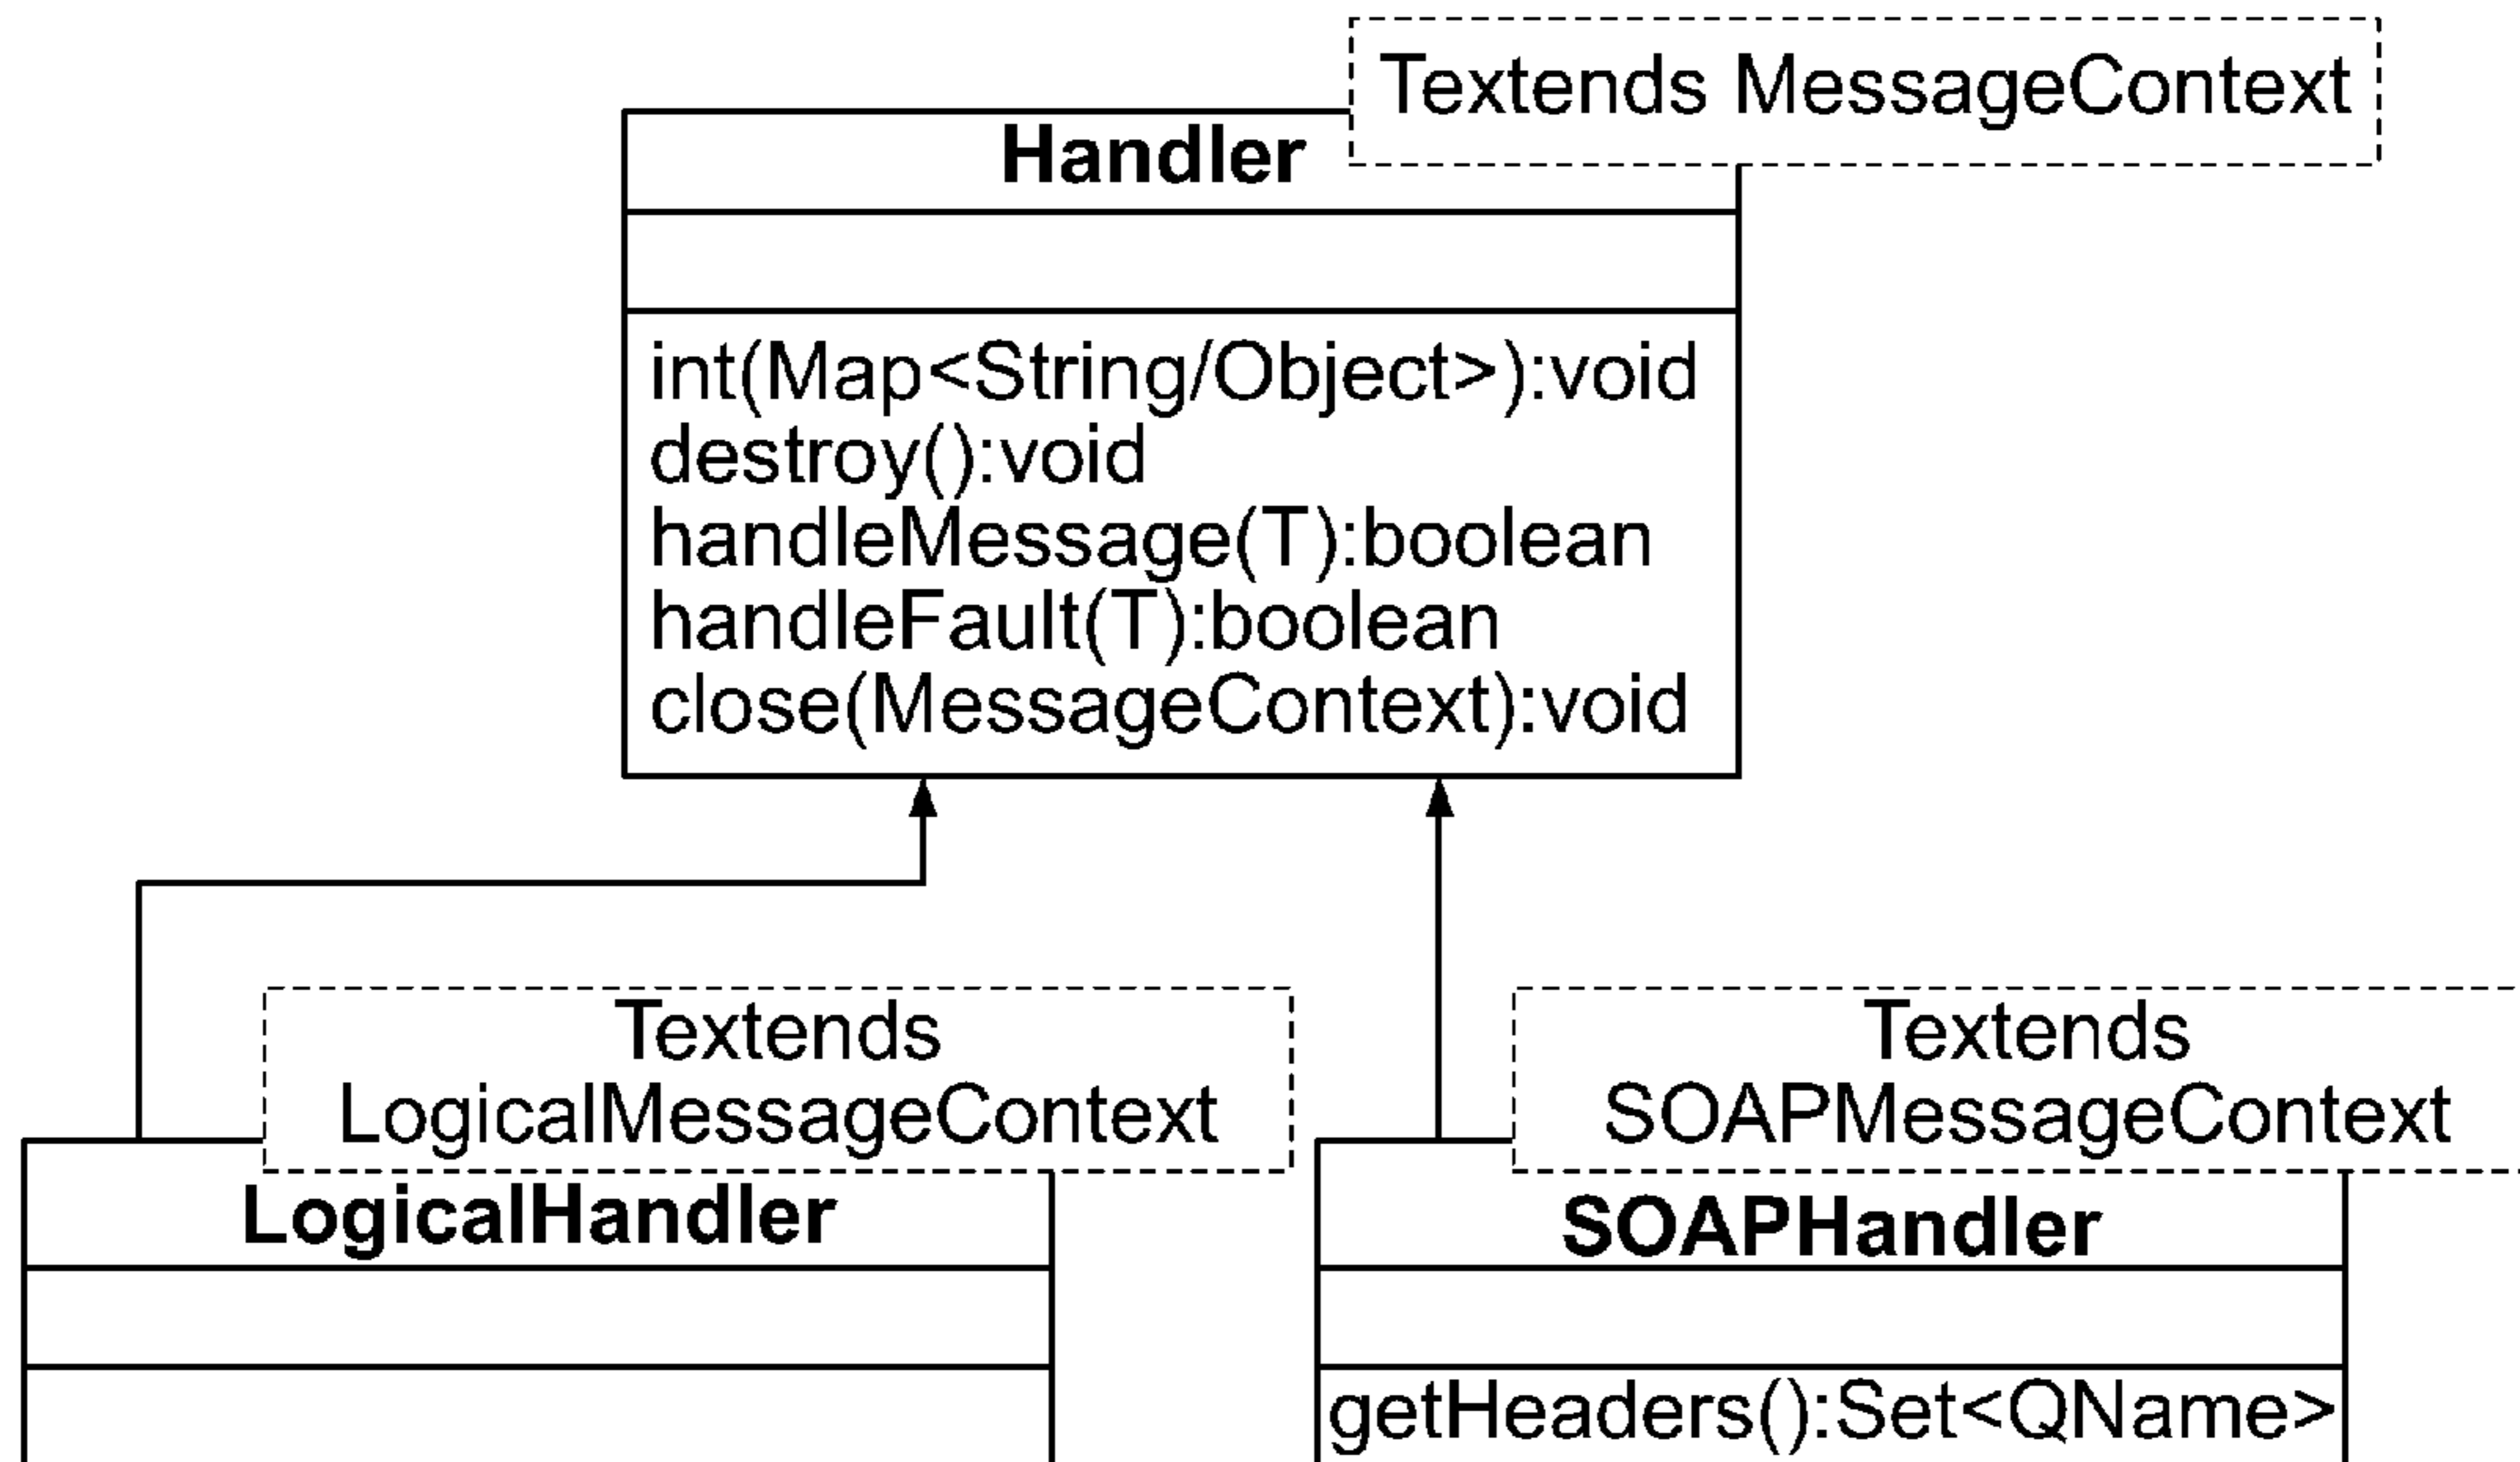 Textends MessageContext
Handler
int(Map<String/Object>):void
destroy():void
handleMessage(T):boolean
handleFault(T):boolean
close(MessageContext):void
Textends
LogicalMessageContext
LogicalHandler
Textends
SOAPMessageContext
SOAPHandler
getHeaders():Set<QName>